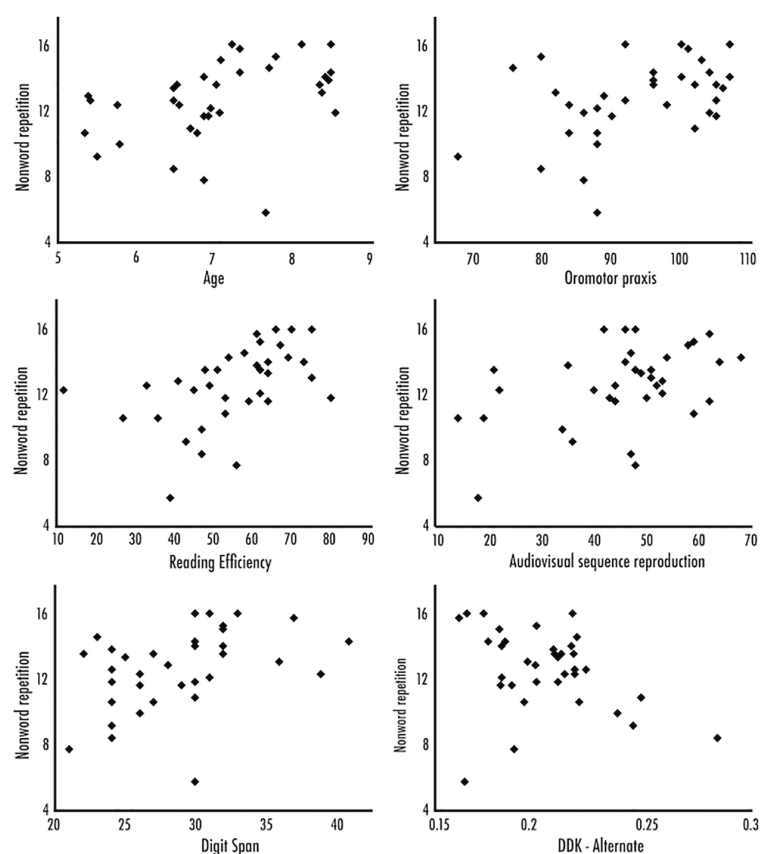 Nonword repetition
16
12
8
4
5 6 7 8 9
Age
Nonword repetition
16
12
8
4
70 80 90 100 110
Oromotor praxis
Nonword repetition
16
12
8
4
10 20 30 40 50 60 70 80 90
Reading Efficiency
Nonword repetition
16
12
8
4
10 20 30 40 50 60 70
Audiovisual sequence reproduction
Nonword repetition
16
12
8
4
20 25 30 35 40
Digit Span
Nonword repetition
16
12
8
4
0.15 0.2 0.25 0.3
DDK - Alternate